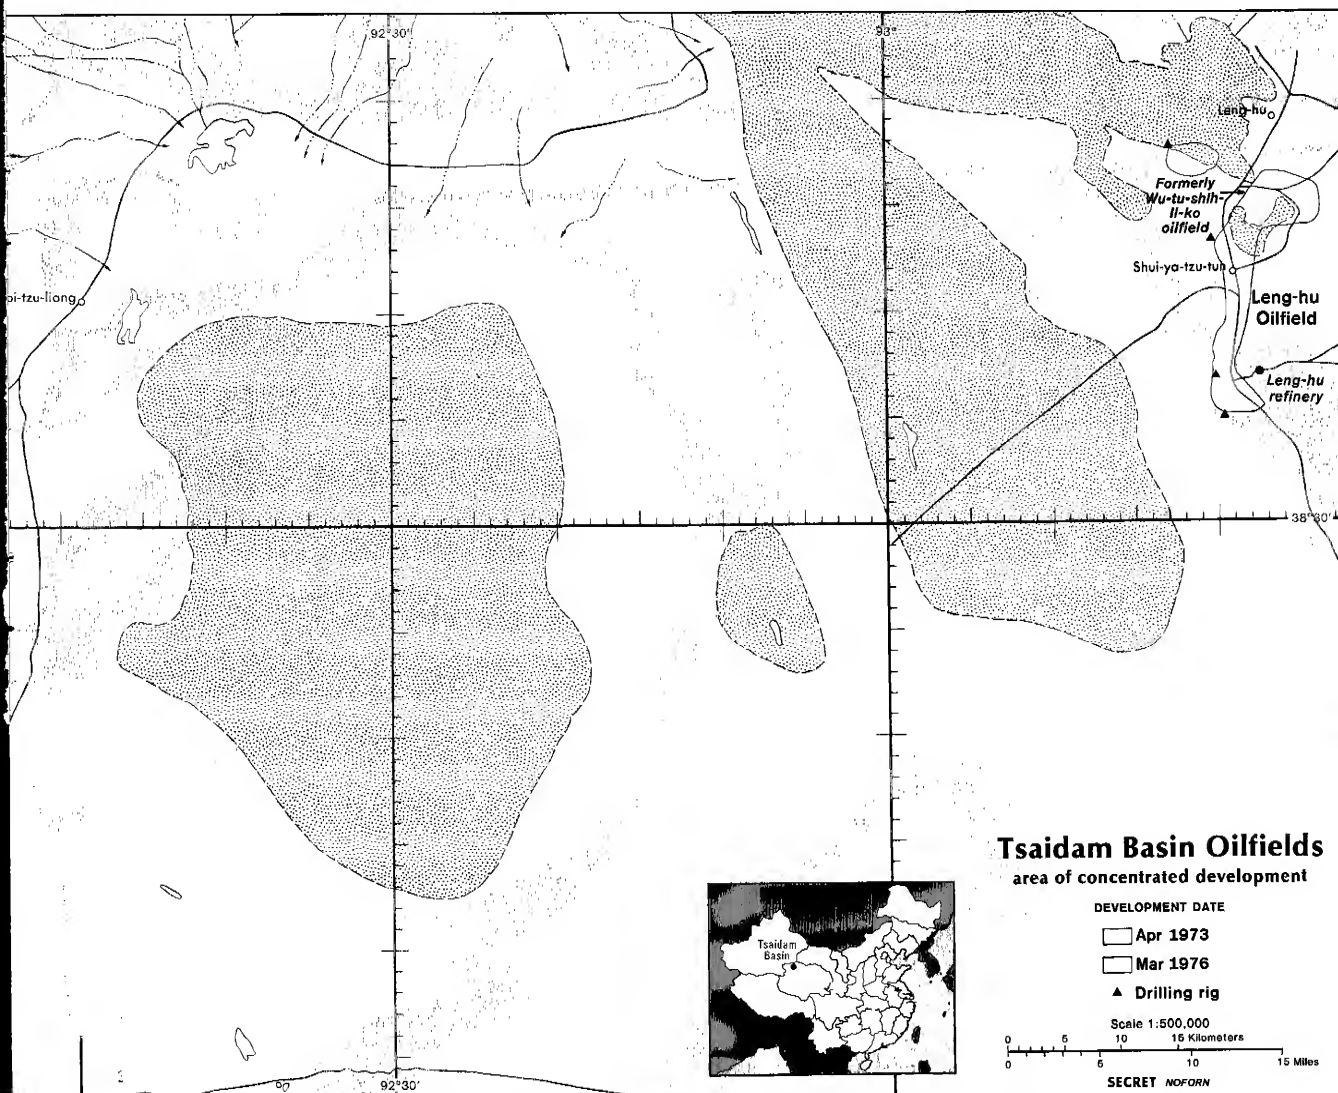 92°30'
93°
Leng-hu
Formerly
Wu-tu-shih-
li-ko
oilfield
Shui-ya-tzu-tun
Leng-hu
Oilfield
Leng-hu
refinery
oi-tzu-liang
38°30'
Tsaidam Basin Oilfields
area of concentrated development
DEVELOPMENT DATE
Apr 1973
Mar 1976
Drilling rig
Scale 1:500,000
0 5 10 15 Kilometers
0 5 10 15 Miles
SECRET NOFORN
Tsaidam
Basin
92°30'